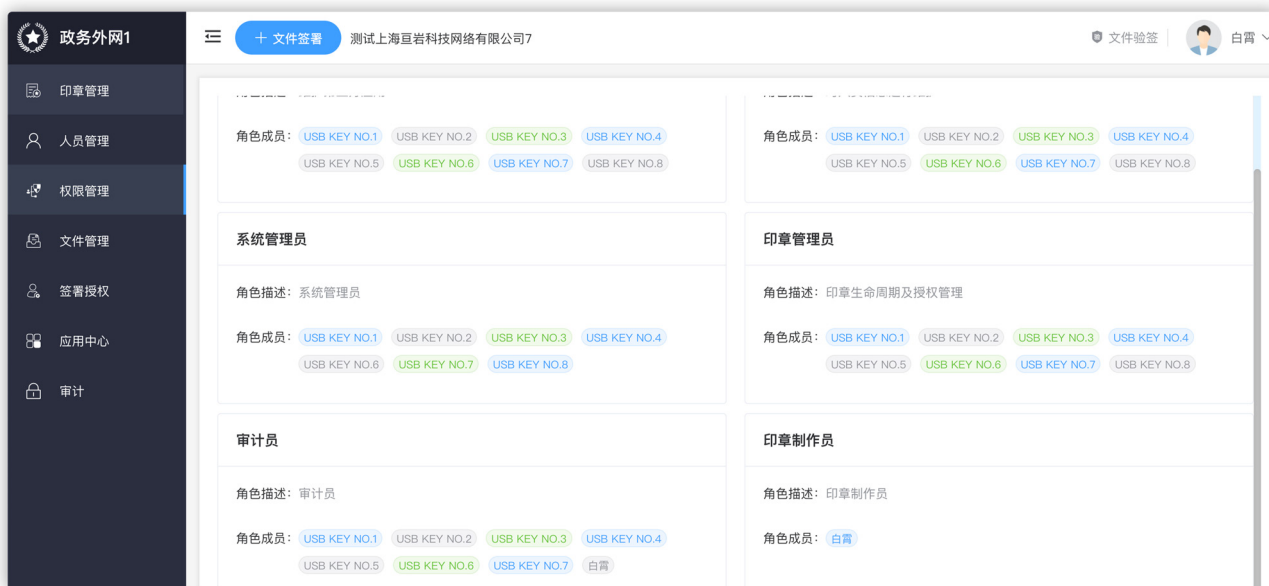 政务外网1
文件签署
测试上海亘岩科技网络有限公司7
文件验签
白霄
印章管理
人员管理
权限管理
文件管理
签署授权
应用中心
审计
角色成员： USB KEY NO.1 USB KEY NO.2 USB KEY NO.3 USB KEY NO.4
USB KEY NO.5 USB KEY NO.6 USB KEY NO.7 USB KEY NO.8
角色成员： USB KEY NO.1 USB KEY NO.2 USB KEY NO.3 USB KEY NO.4
USB KEY NO.5 USB KEY NO.6 USB KEY NO.7 USB KEY NO.8
系统管理员
角色描述：系统管理员
角色成员： USB KEY NO.1 USB KEY NO.2 USB KEY NO.3 USB KEY NO.4
USB KEY NO.6 USB KEY NO.7 USB KEY NO.8
印章管理员
角色描述：印章生命周期及授权管理
角色成员： USB KEY NO.1 USB KEY NO.2 USB KEY NO.3 USB KEY NO.4
USB KEY NO.5 USB KEY NO.6 USB KEY NO.7 USB KEY NO.8
审计员
角色描述：审计员
角色成员： USB KEY NO.1 USB KEY NO.2 USB KEY NO.3 USB KEY NO.4
USB KEY NO.5 USB KEY NO.6 USB KEY NO.7 白霄
印章制作员
角色描述：印章制作员
角色成员： 白霄